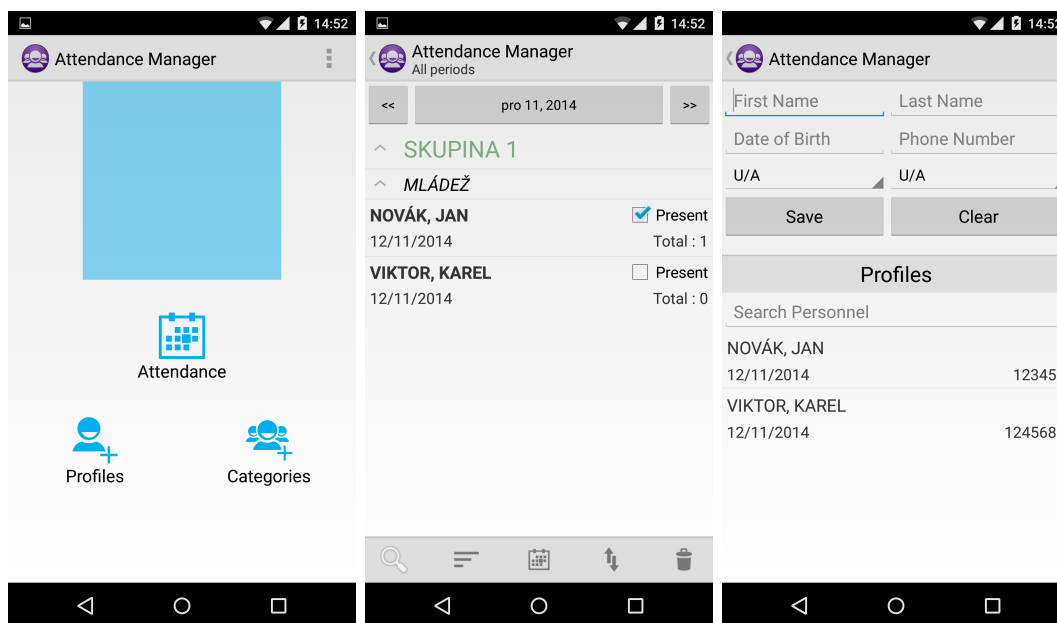 14:52
Attendance Manager
Attendance
Profiles
Categories
14:52
Attendance Manager
All periods
<< pro 11, 2014 >>
SKUPINA 1
MLÁDEŽ
NOVÁK, JAN Present
12/11/2014 Total : 1
VIKTOR, KAREL Present
12/11/2014 Total : 0
14:52
Attendance Manager
First Name Last Name
Date of Birth Phone Number
U/A U/A
Save Clear
Profiles
Search Personnel
NOVÁK, JAN
12/11/2014 12345
VIKTOR, KAREL
12/11/2014 124568